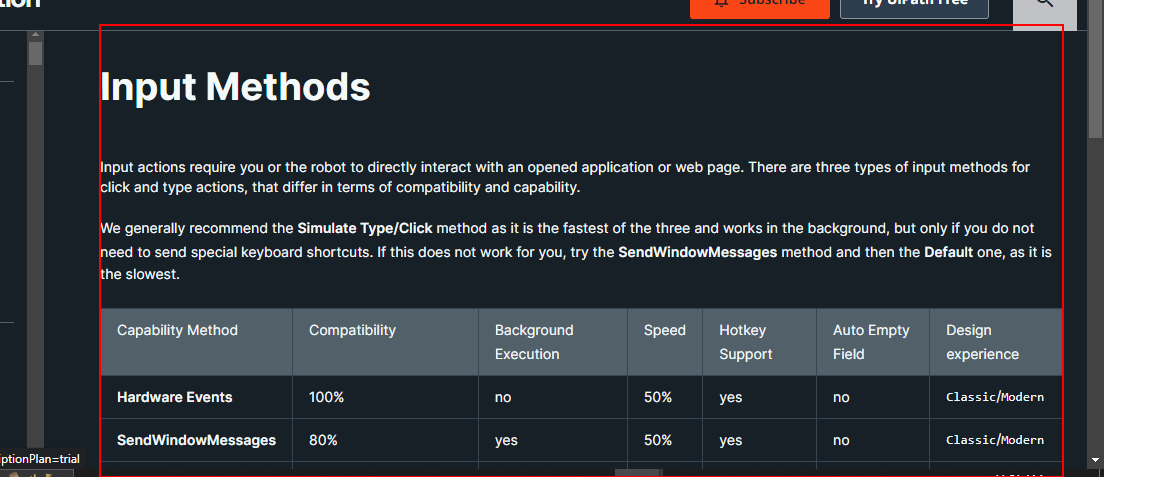 Subscribe
Try UiPath Free
Input Methods
Input actions require you or the robot to directly interact with an opened application or web page. There are three types of input methods for
click and type actions, that differ in terms of compatibility and capability.
We generally recommend the Simulate Type/Click method as it is the fastest of the three and works in the background, but only if you do not
need to send special keyboard shortcuts. If this does not work for you, try the SendWindowMessages method and then the Default one, as it is
the slowest.
Capability Method Compatibility Background Speed Hotkey Auto Empty Design
Execution Support Field experience
Hardware Events 100% no 50% yes no Classic/Modern
SendWindowMessages 80% yes 50% yes no Classic/Modern
iptionPlan=trial